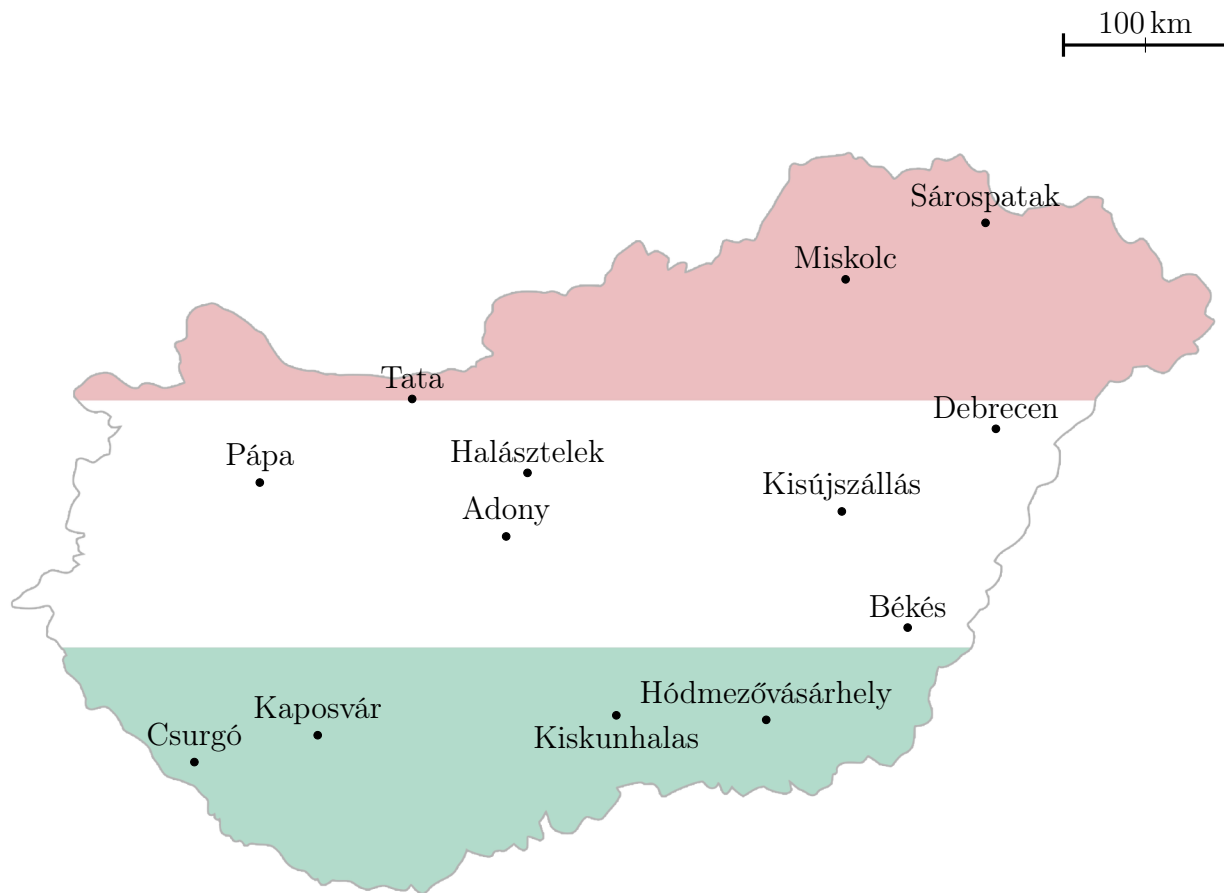 100 km
Sárospatak
Miskolc
Tata
Debrecen
Pápa
Halásztelek
Kisújszállás
Adony
Békés
Hódmezővásárhely
Kaposvár
Csurgó
Kiskunhalas